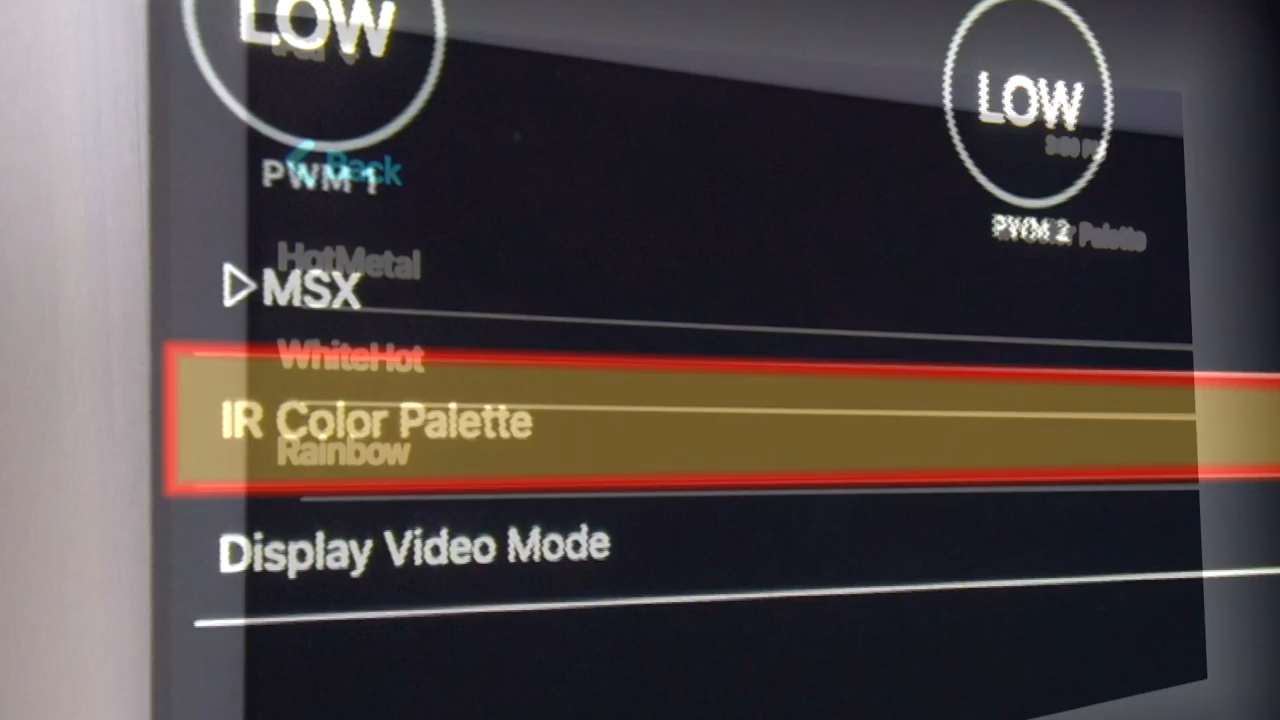 LOW
LOW
PWM 1
Back
PWM 2
Palette
HotMetal
MSX
WhiteHot
IR Color Palette
Rainbow
Display Video Mode